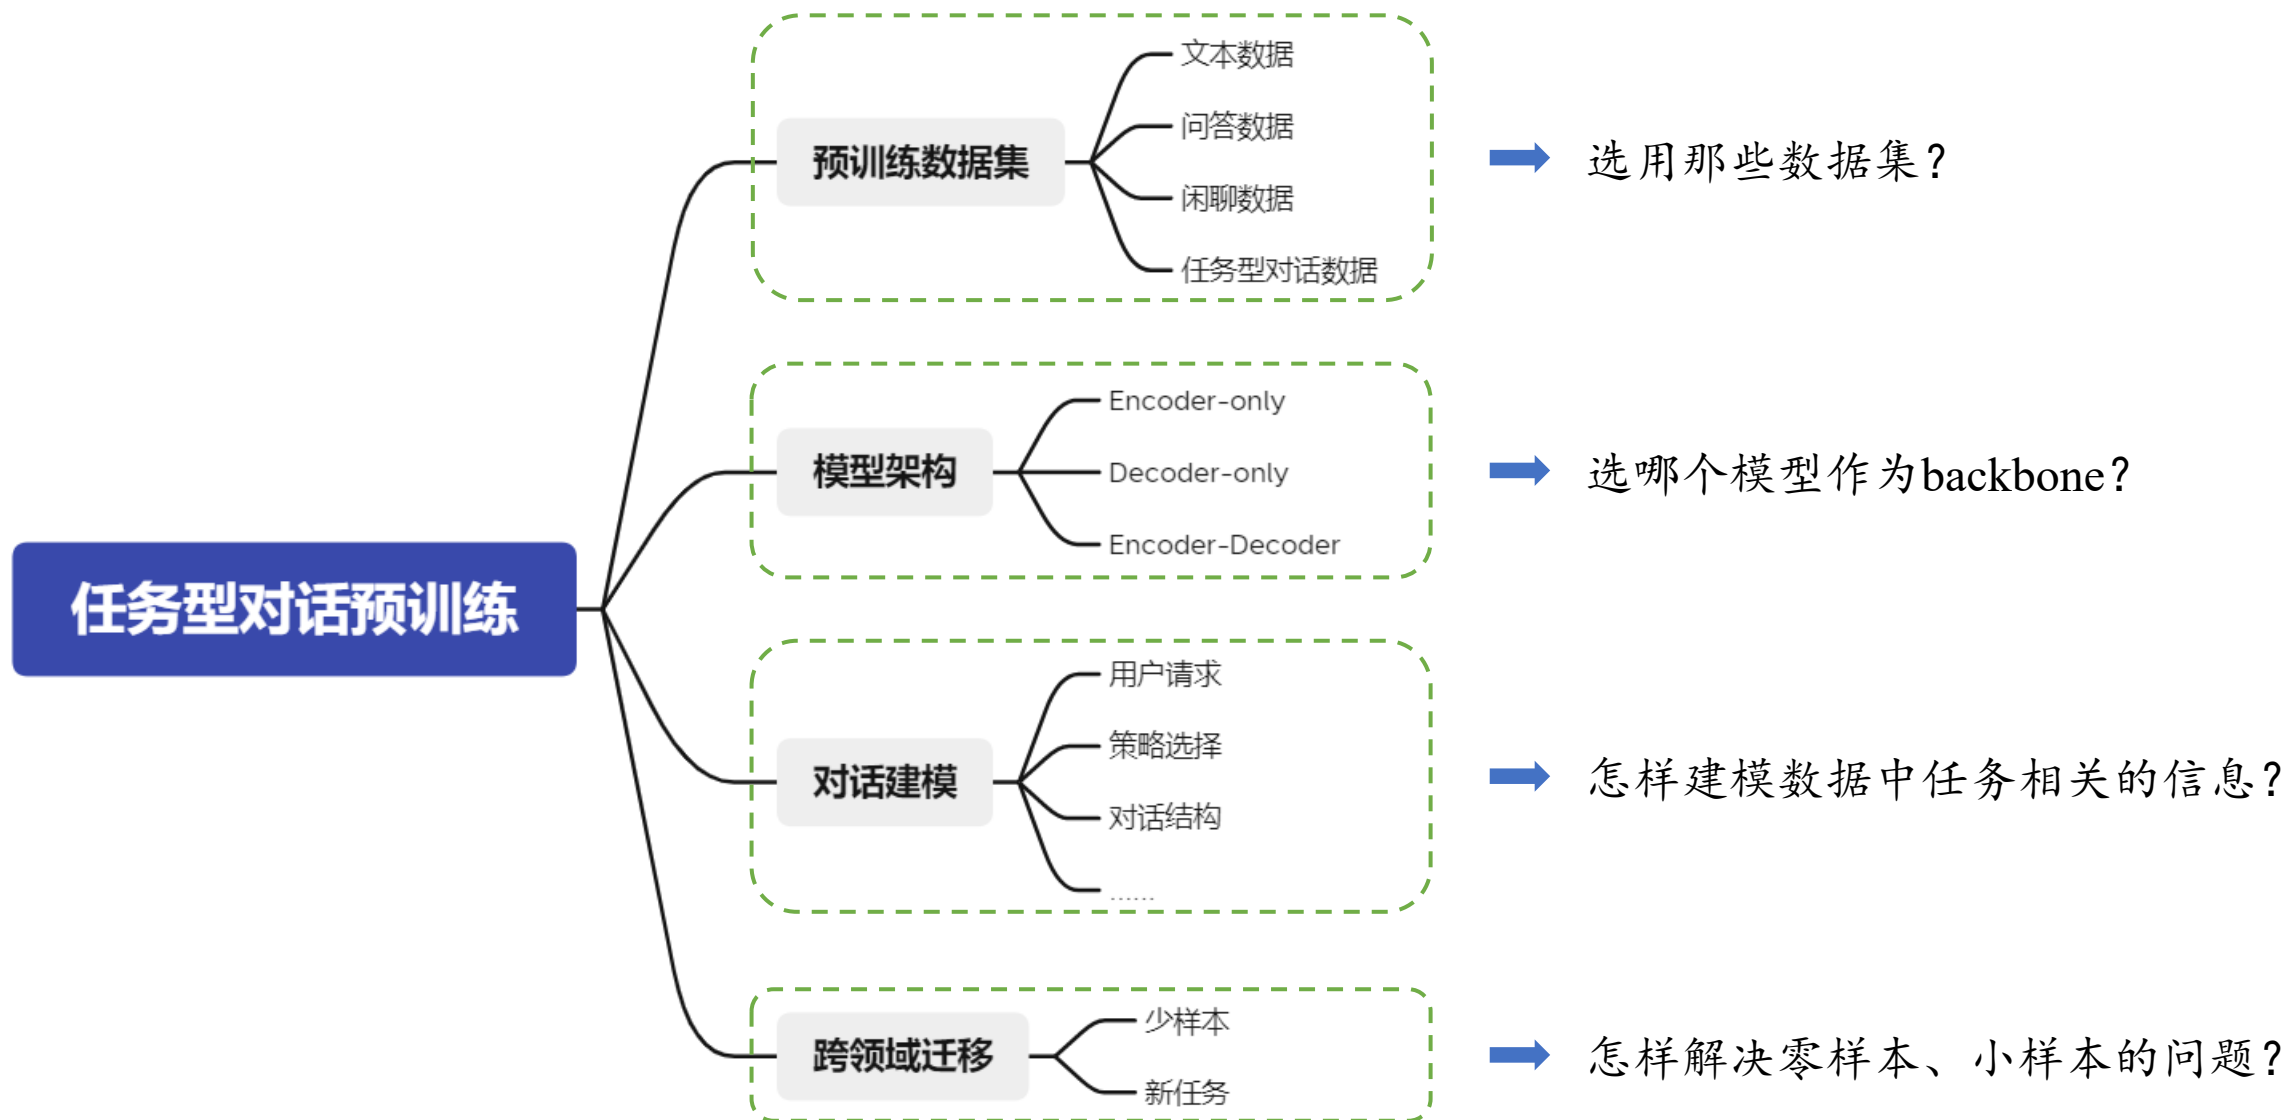 任务型对话预训练
预训练数据集
文本数据
问答数据
闲聊数据
任务型对话数据
选用那些数据集?
模型架构
Encoder-only
Decoder-only
Encoder-Decoder
选哪个模型作为backbone?
对话建模
用户请求
策略选择
对话结构
......
怎样建模数据中任务相关的信息?
跨领域迁移
少样本
新任务
怎样解决零样本、小样本的问题?